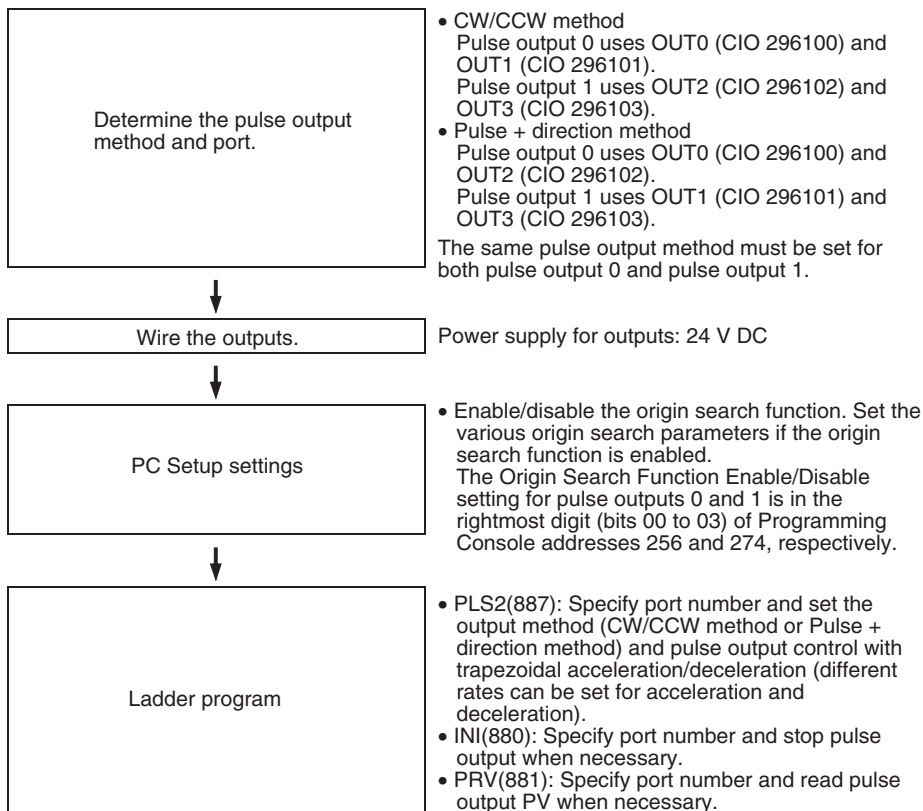 Determine the pulse output
method and port.
• CW/CCW method
Pulse output 0 uses OUT0 (CIO 296100) and
OUT1 (CIO 296101).
Pulse output 1 uses OUT2 (CIO 296102) and
OUT3 (CIO 296103).
• Pulse + direction method
Pulse output 0 uses OUT0 (CIO 296100) and
OUT2 (CIO 296102).
Pulse output 1 uses OUT1 (CIO 296101) and
OUT3 (CIO 296103).
The same pulse output method must be set for
both pulse output 0 and pulse output 1.
Wire the outputs.
Power supply for outputs: 24 V DC
PC Setup settings
• Enable/disable the origin search function. Set the
various origin search parameters if the origin
search function is enabled.
The Origin Search Function Enable/Disable
setting for pulse outputs 0 and 1 is in the
rightmost digit (bits 00 to 03) of Programming
Console addresses 256 and 274, respectively.
Ladder program
• PLS2(887): Specify port number and set the
output method (CW/CCW method or Pulse +
direction method) and pulse output control with
trapezoidal acceleration/deceleration (different
rates can be set for acceleration and
deceleration).
• INI(880): Specify port number and stop pulse
output when necessary.
• PRV(881): Specify port number and read pulse
output PV when necessary.